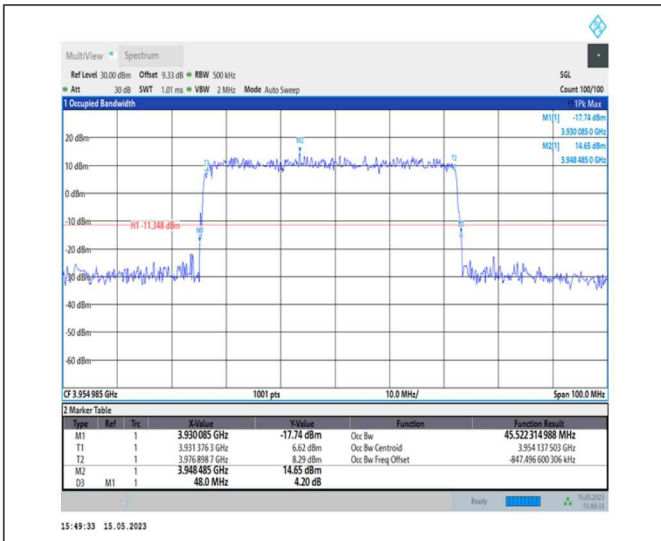 MultiView Spectrum
Ref Level 30.00 dBm Offset 9.33 dB RBW 500 kHz SGL
Att 30 dB SWT 1.01 ms VBW 2 MHz Mode Auto Sweep Count 100/100
1 Occupied Bandwidth 1Pk Max
M1[1] -17.74 dBm
3.930 085 0 GHz
M2[1] 14.65 dBm
3.948 485 0 GHz
20 dBm
M2
T1
T2
10 dBm
0 dBm
-10 dBm
H1 -11.348 dBm
M1
-20 dBm
-30 dBm
-40 dBm
-50 dBm
-60 dBm
CF 3.954 985 GHz 1001 pts 10.0 MHz/ Span 100.0 MHz
2 Marker Table
Type Ref Trc X-Value Y-Value Function Function Result
M1 1 3.930 085 GHz -17.74 dBm Occ Bw 45.522 314 988 MHz
T1 1 3.931 376 3 GHz 6.62 dBm Occ Bw Centroid 3.954 137 503 GHz
T2 1 3.976 898 7 GHz 8.29 dBm Occ Bw Freq Offset -847.496 600 306 kHz
M2 1 3.948 485 GHz 14.65 dBm
D3 M1 1 48.0 MHz 4.20 dB
Ready 15.05.2023
15:49:33
15:49:33 15.05.2023